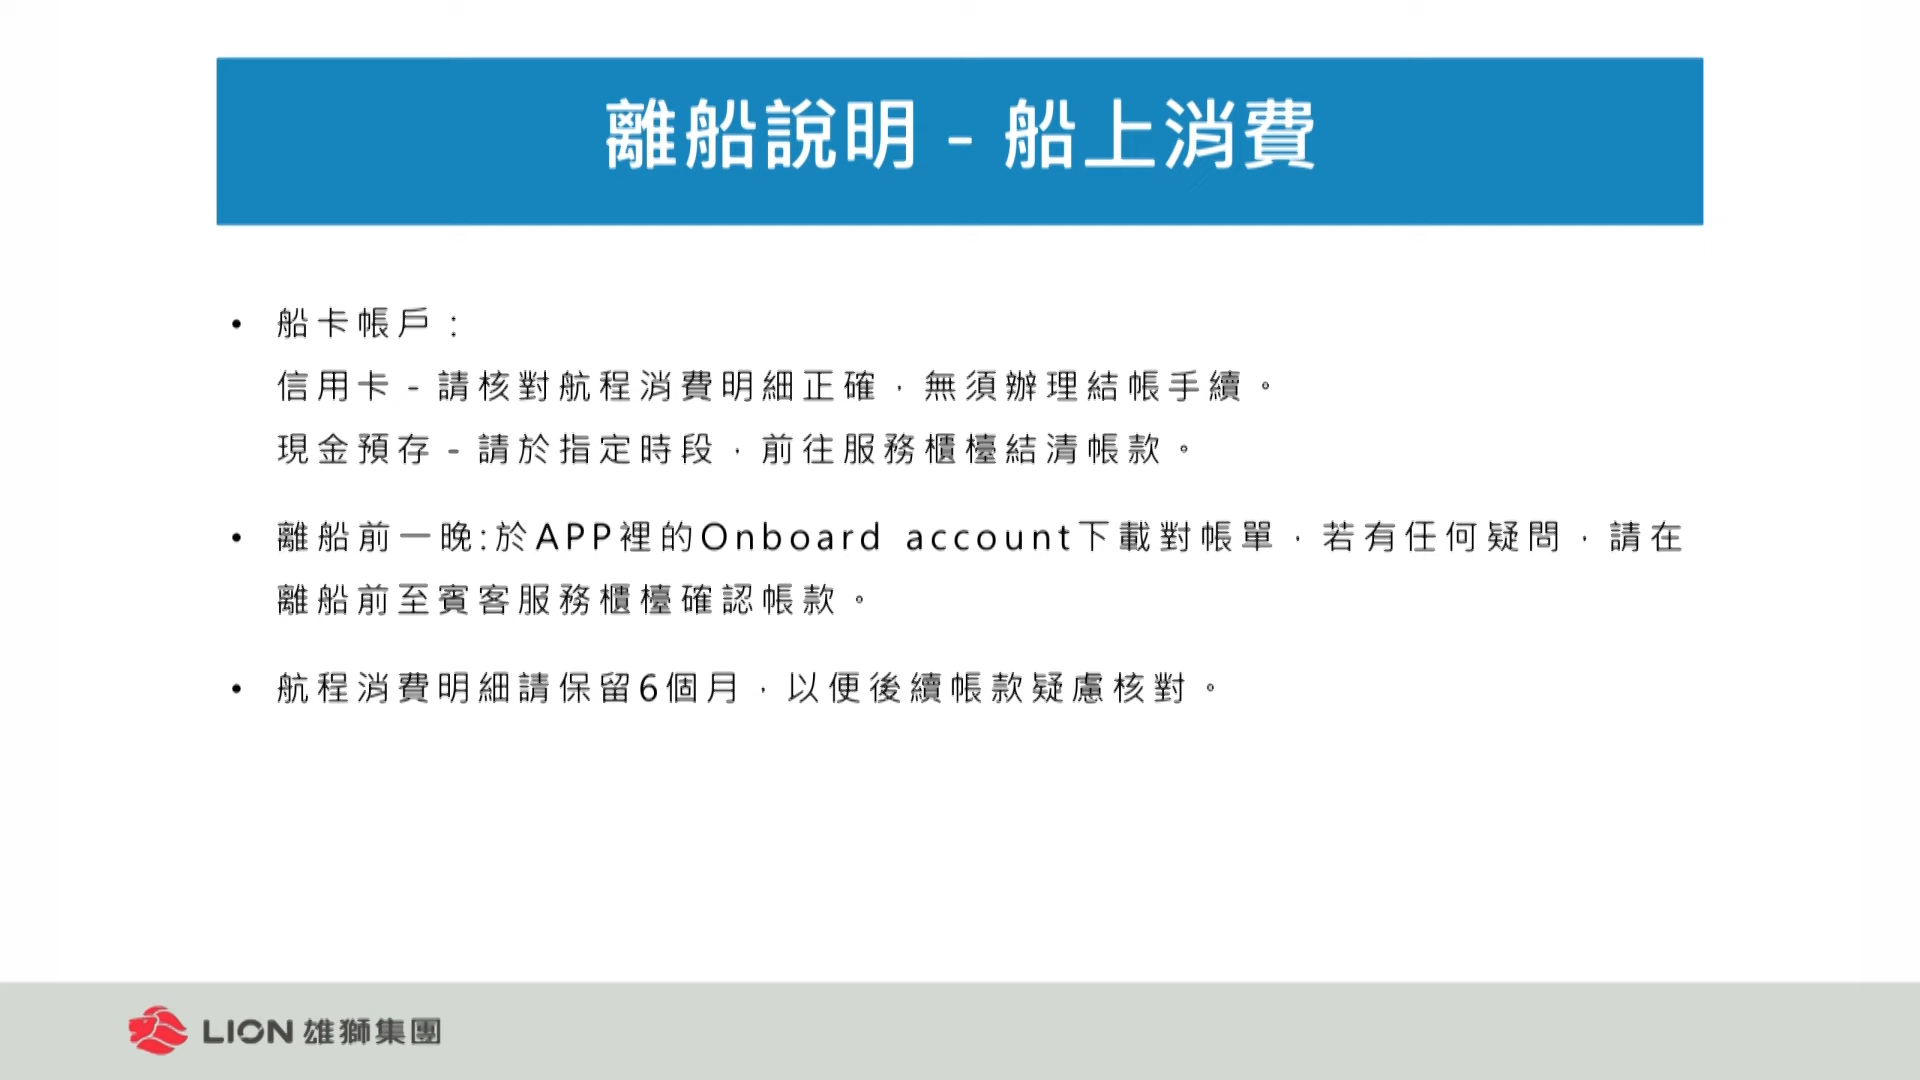 離船說明 - 船上消費
• 船卡帳戶：
信用卡 - 請核對航程消費明細正確，無須辦理結帳手續。
現金預存 - 請於指定時段，前往服務櫃檯結清帳款。
• 離船前一晚:於APP裡的Onboard account下載對帳單，若有任何疑問，請在
離船前至賓客服務櫃檯確認帳款。
• 航程消費明細請保留6個月，以便後續帳款疑慮核對。
LION 雄獅集團